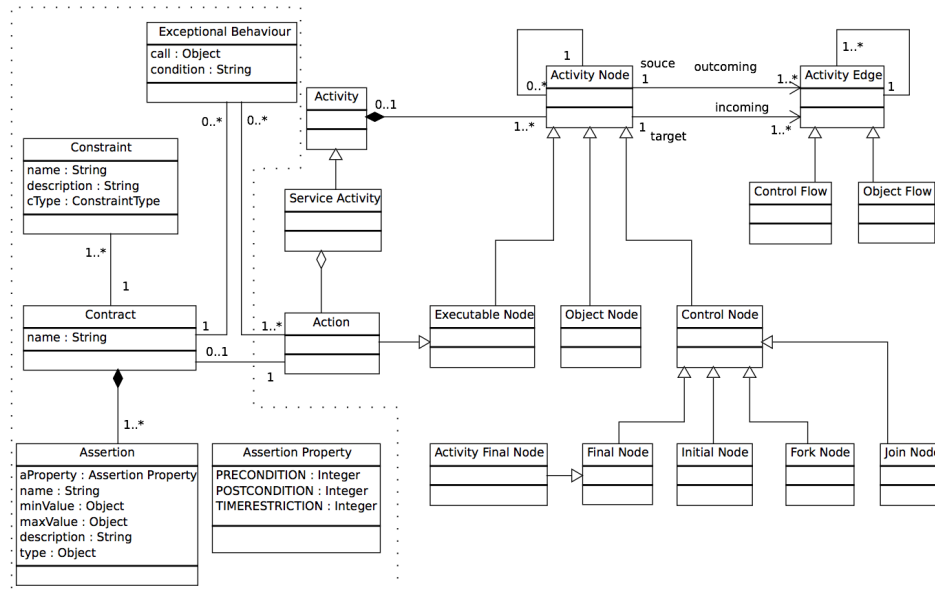 Exceptional Behaviour
call : Object
condition : String
0..*
0..*
Constraint
name : String
description : String
cType : ConstraintType
1..*
1
Contract
name : String
1
0..1
1..*
1
1..*
Assertion
aProperty : Assertion Property
name : String
minValue : Object
maxValue : Object
description : String
type : Object
Assertion Property
PRECONDITION : Integer
POSTCONDITION : Integer
TIMERESTRICTION : Integer
Activity
0..1
1..*
Service Activity
Action
1
0..*
Activity Node
souce
1
outcoming
1..*
incoming
1
target
1..*
1..*
Activity Edge
1
Control Flow
Object Flow
Executable Node
Object Node
Control Node
Activity Final Node
Final Node
Initial Node
Fork Node
Join Nod